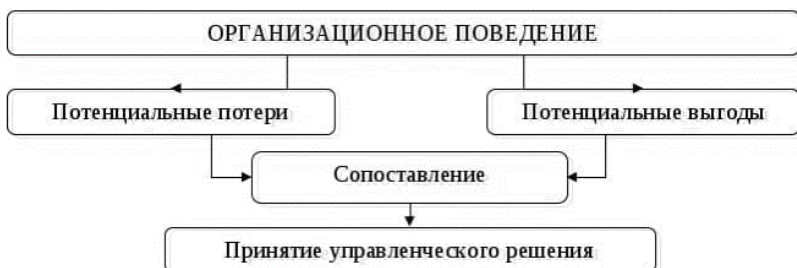 ОРГАНИЗАЦИОННОЕ ПОВЕДЕНИЕ
Потенциальные потери
Потенциальные выгоды
Сопоставление
Принятие управленческого решения